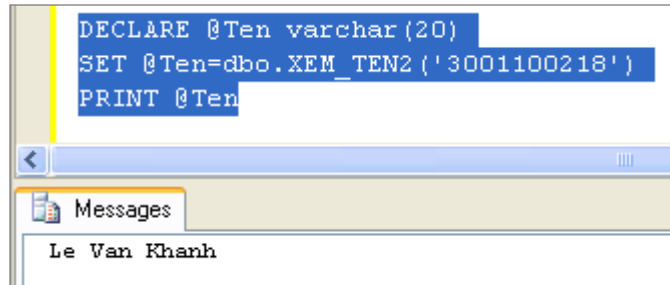 DECLARE @Ten varchar(20)
SET @Ten=dbo.XEM_TEN2('3001100218')
PRINT @Ten
Messages
Le Van Khanh